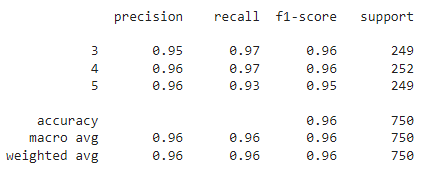 precision recall f1-score support
3 0.95 0.97 0.96 249
4 0.96 0.97 0.96 252
5 0.96 0.93 0.95 249
accuracy 0.96 750
macro avg 0.96 0.96 0.96 750
weighted avg 0.96 0.96 0.96 750